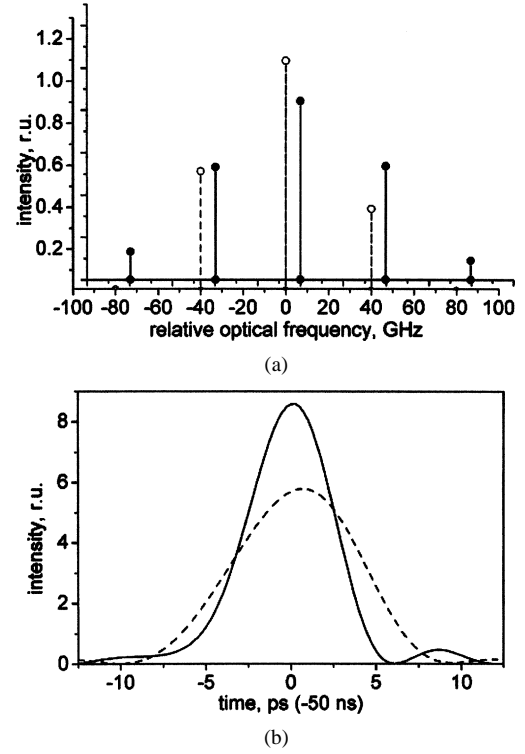 1.2
1.0
0.8
0.6
0.4
0.2
intensity, r.u.
-100 -80 -60 -40 -20 0 20 40 60 80 100
relative optical frequency, GHz
(a)
8
6
4
2
0
intensity, r.u.
-10 -5 0 5 10
time, ps (-50 ns)
(b)